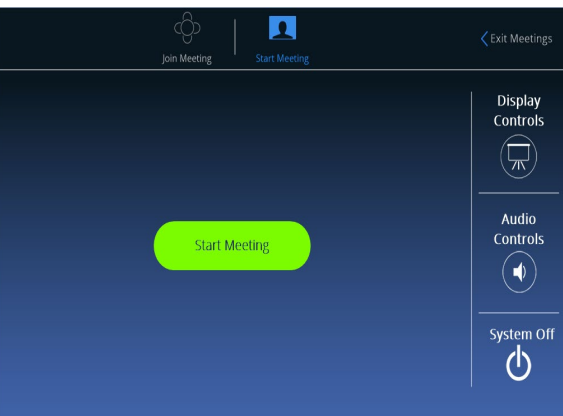 Join Meeting
Start Meeting
Exit Meetings
Display
Controls
Start Meeting
Audio
Controls
System Off